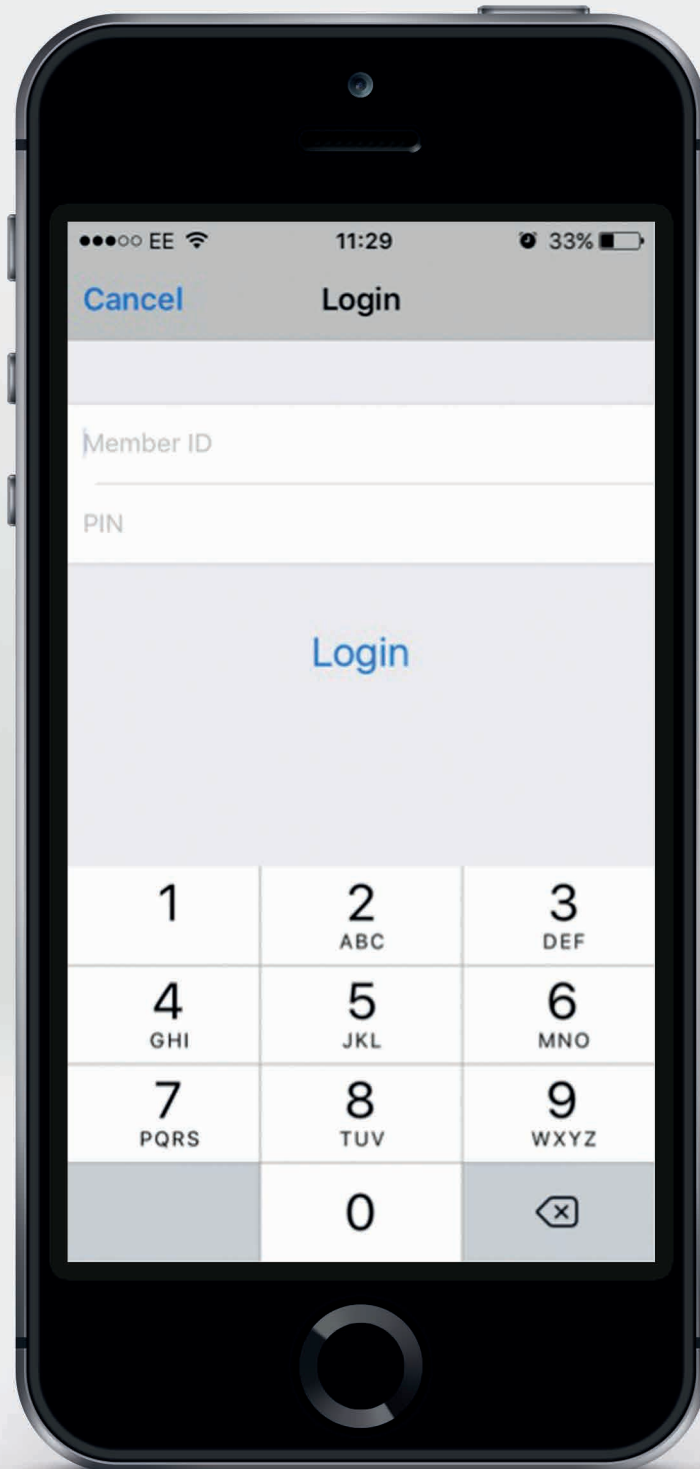 EE 11:29 33%
Cancel Login
Member ID
PIN
Login
1 2 3
ABC DEF
4 5 6
GHI JKL MNO
7 8 9
PQRS TUV WXYZ
0